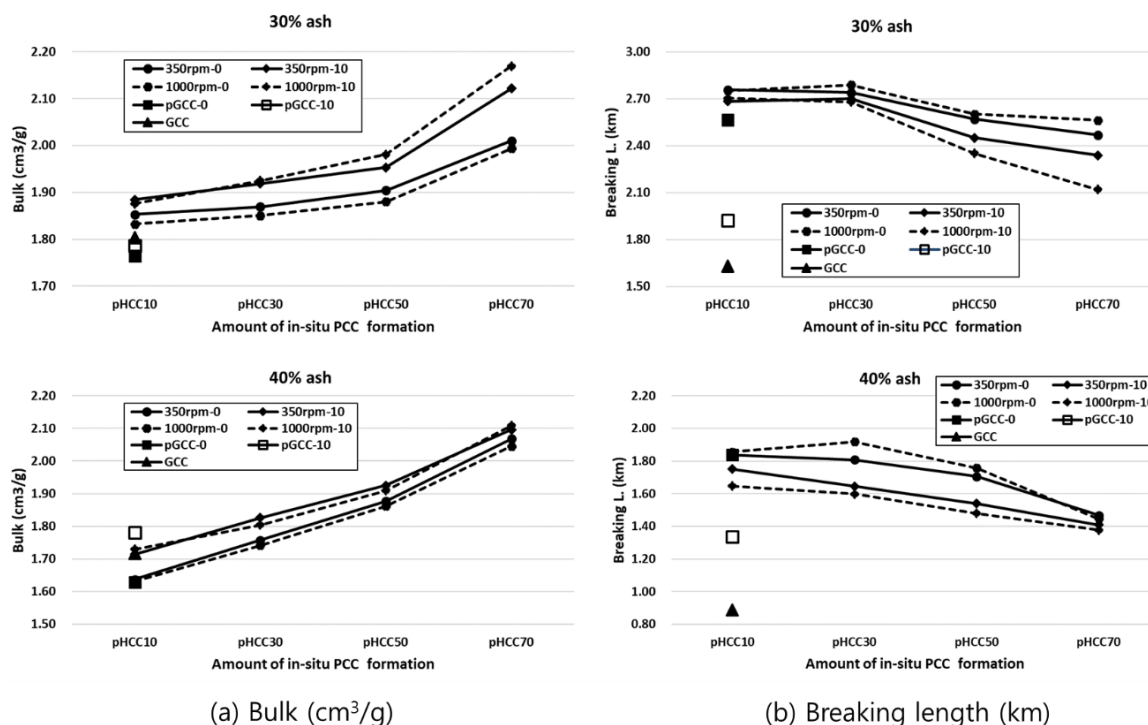 30% ash
2.20
2.10
2.00
1.90
1.80
1.70
Bulk (cm3/g)
350rpm-0
350rpm-10
1000rpm-0
1000rpm-10
pGCC-0
pGCC-10
GCC
pHCC10
pHCC30
pHCC50
pHCC70
Amount of in-situ PCC formation
30% ash
3.00
2.70
2.40
2.10
1.80
1.50
Breaking L. (km)
350rpm-0
350rpm-10
1000rpm-0
1000rpm-10
pGCC-0
pGCC-10
GCC
pHCC10
pHCC30
pHCC50
pHCC70
Amount of in-situ PCC formation
40% ash
2.20
2.10
2.00
1.90
1.80
1.70
1.60
1.50
Bulk (cm3/g)
350rpm-0
350rpm-10
1000rpm-0
1000rpm-10
pGCC-0
pGCC-10
GCC
pHCC10
pHCC30
pHCC50
pHCC70
Amount of in-situ PCC formation
40% ash
2.20
2.00
1.80
1.60
1.40
1.20
1.00
0.80
Breaking L. (km)
350rpm-0
350rpm-10
1000rpm-0
1000rpm-10
pGCC-0
pGCC-10
GCC
pHCC10
pHCC30
pHCC50
pHCC70
Amount of in-situ PCC formation
(a) Bulk (cm³/g)
(b) Breaking length (km)